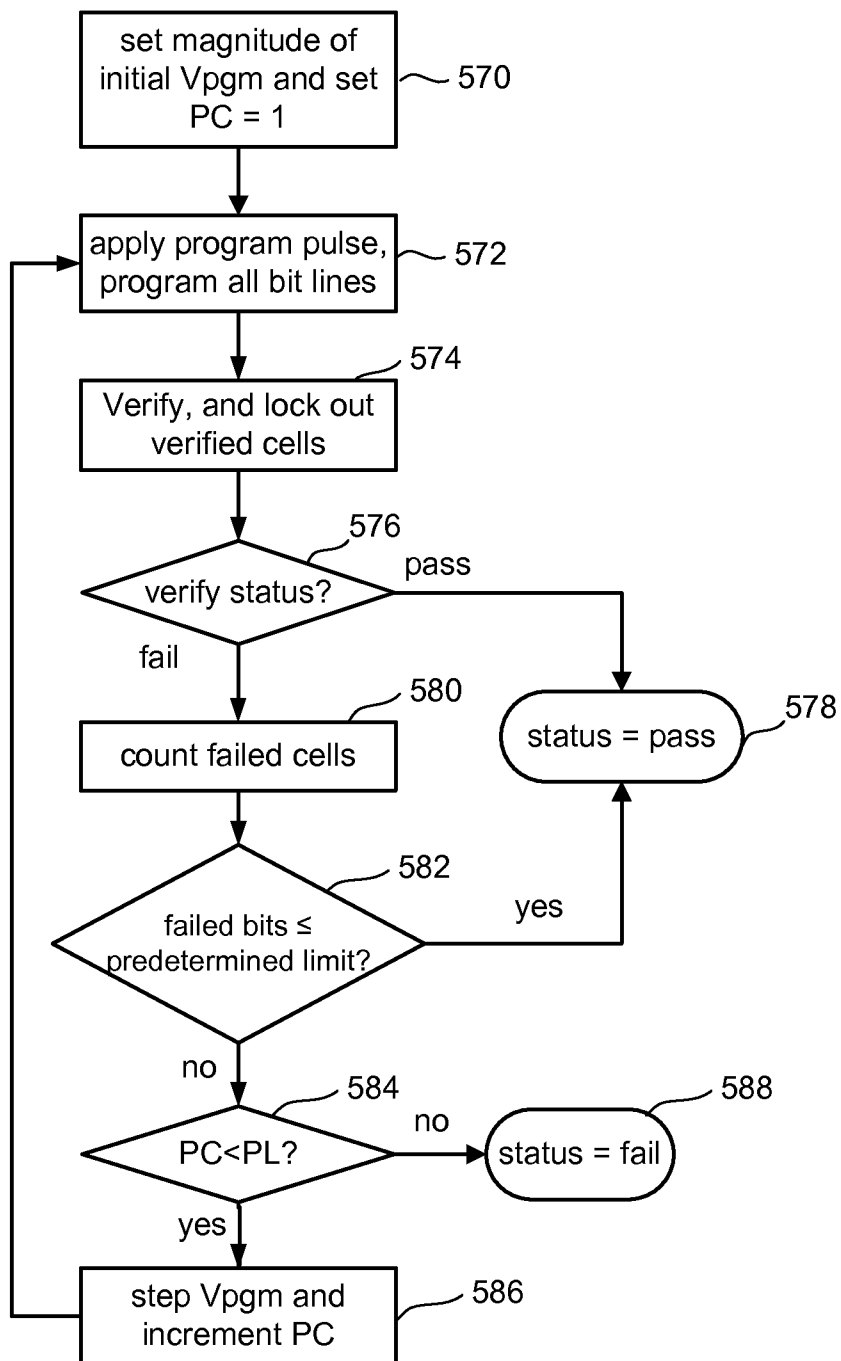 set magnitude of
initial Vpgm and set
PC = 1
570
apply program pulse,
program all bit lines
572
574
Verify, and lock out
verified cells
576
verify status?
pass
fail
580
count failed cells
status = pass
578
582
failed bits ≤
predetermined limit?
yes
no
584
PC<PL?
no
588
status = fail
yes
step Vpgm and
increment PC
586